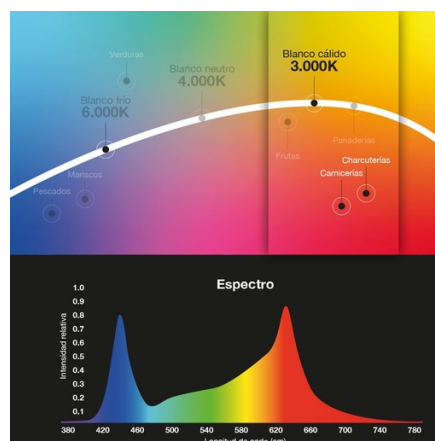 Verduras
Blanco frío
6.000K
Blanco neutro
4.000K
Blanco cálido
3.000K
Pescados
Mariscos
Frutas
Panaderías
Charcuterías
Carnicerías
Espectro
Intensidad relativa
1.0
0.9
0.8
0.7
0.6
0.5
0.4
0.3
0.2
0.1
380 420 460 500 540 580 620 660 700 740 780